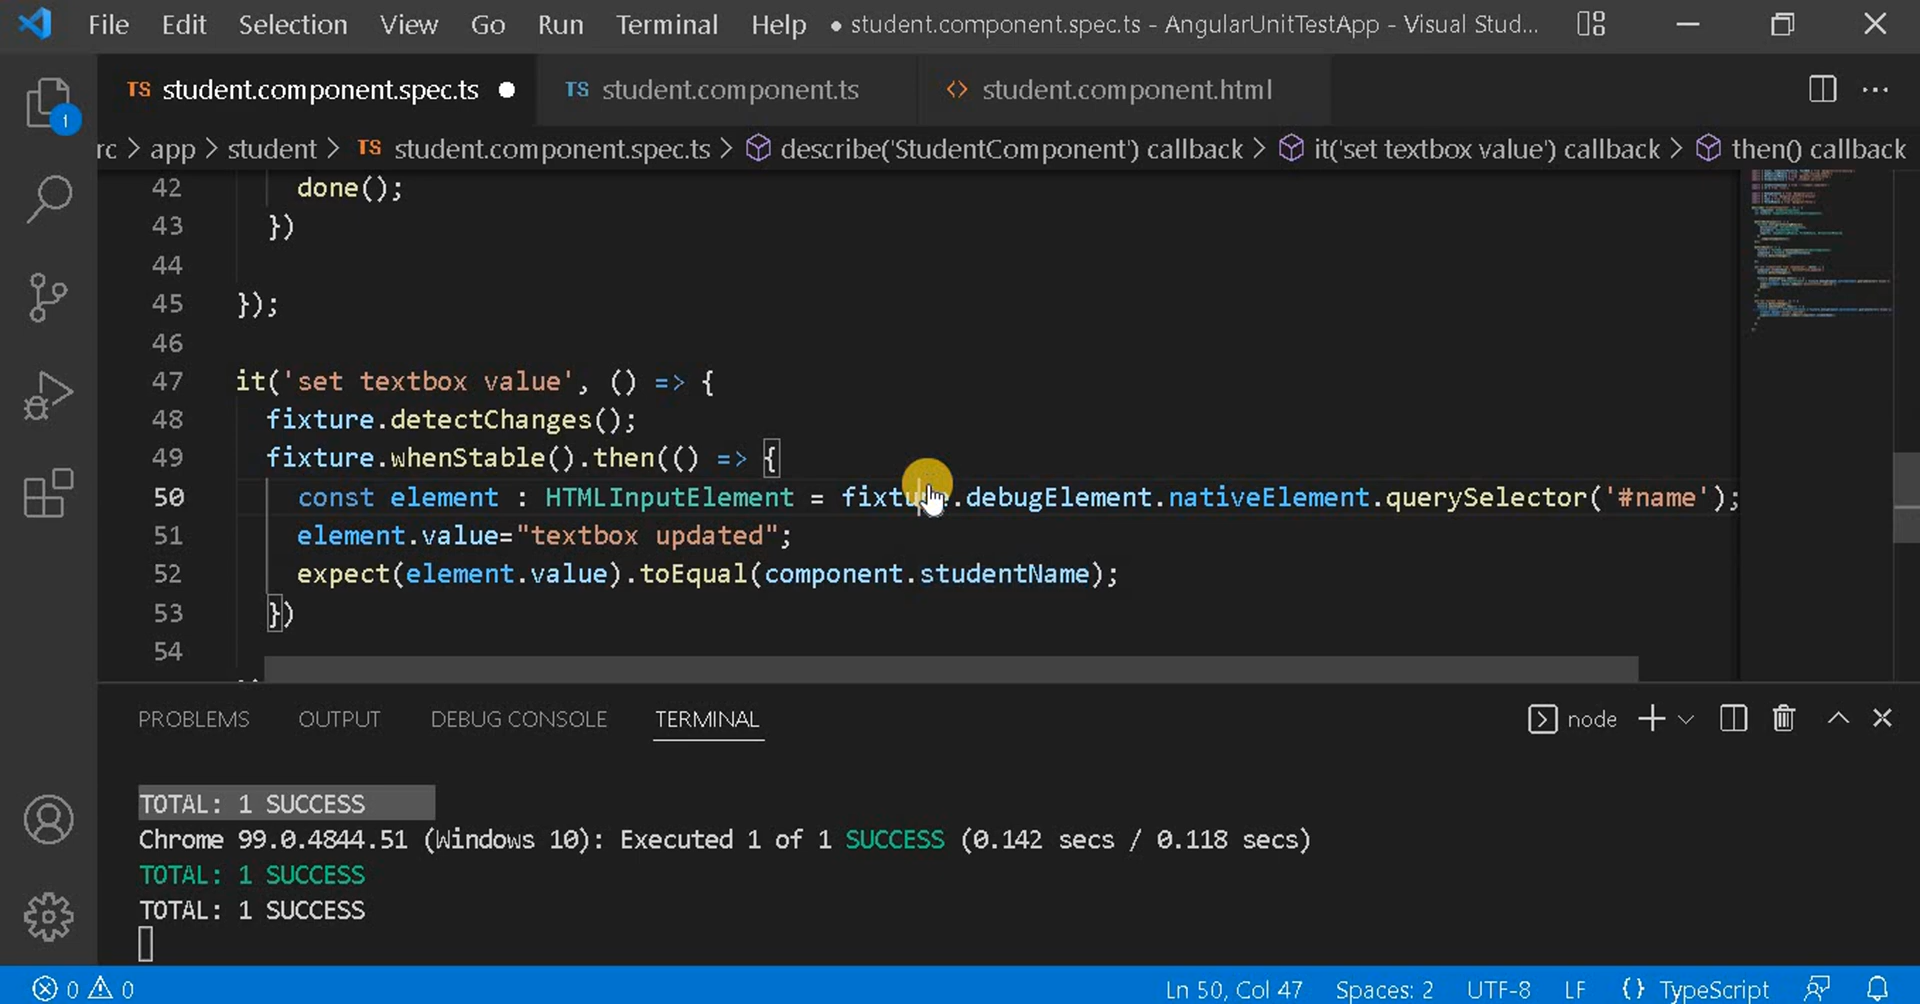 File Edit Selection View Go Run Terminal Help ● student.component.spec.ts - AngularUnitTestApp - Visual Stud...
TS student.component.spec.ts ● TS student.component.ts <> student.component.html ...
1
rc > app > student > TS student.component.spec.ts > describe('StudentComponent') callback > it('set textbox value') callback > then() callback
42 done();
43 })
44
45 });
46
47 it('set textbox value', () => {
48 fixture.detectChanges();
49 fixture.whenStable().then(() => {
50 const element : HTMLInputElement = fixture.debugElement.nativeElement.querySelector('#name');
51 element.value="textbox updated";
52 expect(element.value).toEqual(component.studentName);
53 })
54
PROBLEMS OUTPUT DEBUG CONSOLE TERMINAL node
TOTAL: 1 SUCCESS
Chrome 99.0.4844.51 (Windows 10): Executed 1 of 1 SUCCESS (0.142 secs / 0.118 secs)
TOTAL: 1 SUCCESS
TOTAL: 1 SUCCESS
0 0 Ln 50, Col 47 Spaces: 2 UTF-8 LF {} TypeScript